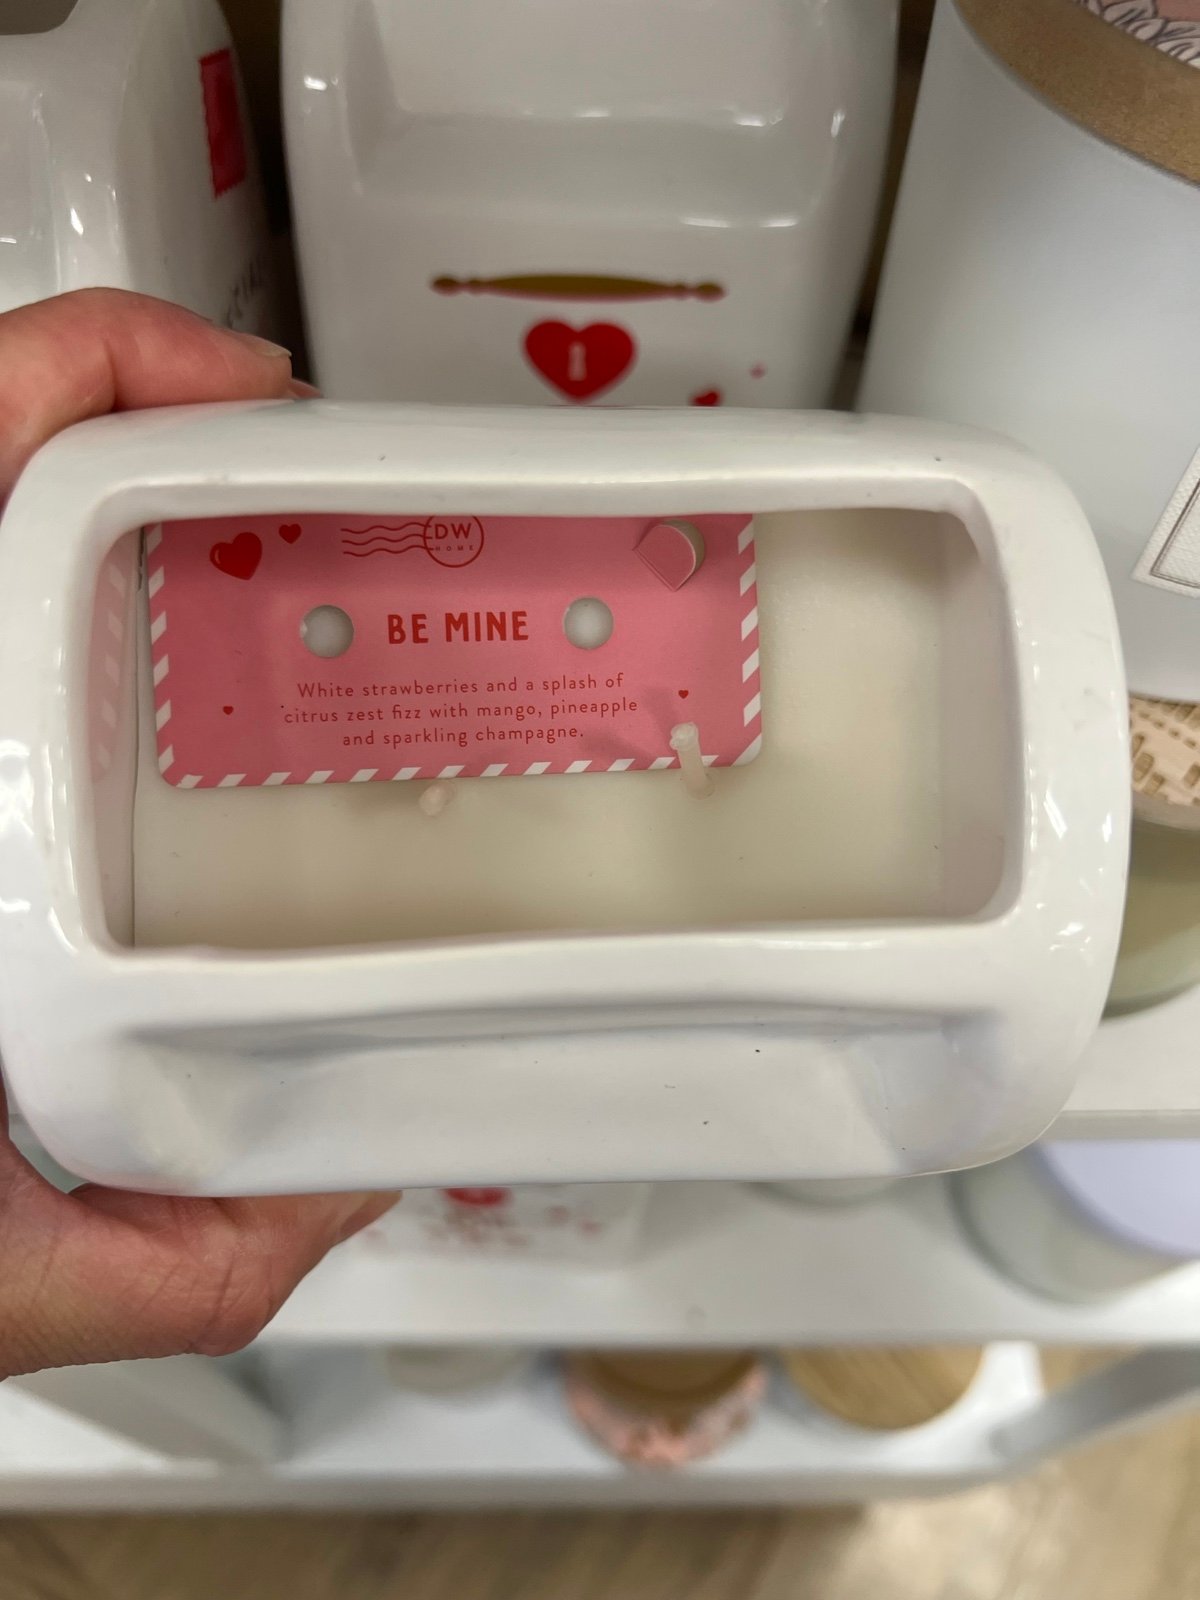 DW
HOME
BE MINE
White strawberries and a splash of
citrus zest fizz with mango, pineapple
and sparkling champagne.